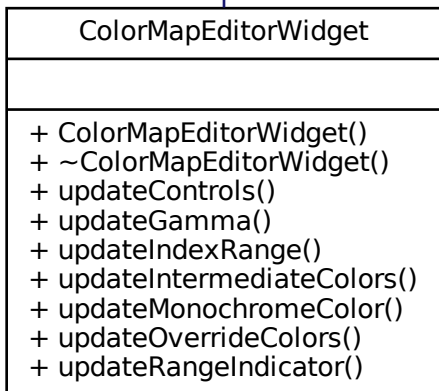 ColorMapEditorWidget
+ ColorMapEditorWidget()
+ ~ColorMapEditorWidget()
+ updateControls()
+ updateGamma()
+ updateIndexRange()
+ updateIntermediateColors()
+ updateMonochromeColor()
+ updateOverrideColors()
+ updateRangeIndicator()